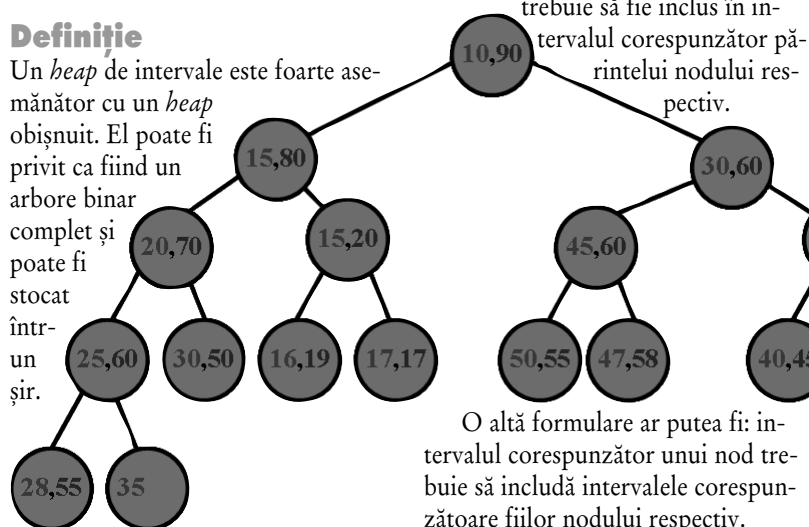 Definiție
Un heap de intervale este foarte ase-
mănător cu un heap
obișnuit. El poate fi
privit ca fiind un
arbore binar
complet și
poate fi
stocat
într-
un
șir.
trebuie să fie inclus în in-
tervalul corespunzător pă-
rintelui nodului res-
pectiv.
10,90
15,80
30,60
20,70
15,20
45,60
25,60
30,50
16,19
17,17
50,55
47,58
40,45
28,55
35
O altă formulare ar putea fi: in-
tervalul corespunzător unui nod tre-
buie să includă intervalele corespun-
zătoare fiilor nodului respectiv.